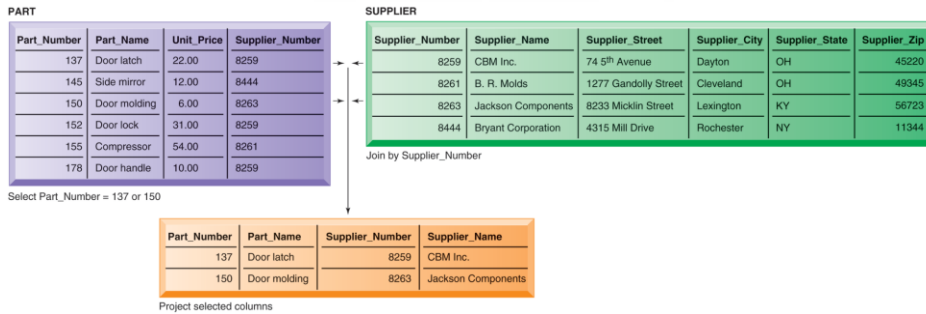 PART
Part_Number Part_Name Unit_Price Supplier_Number
137 Door latch 22.00 8259
145 Side mirror 12.00 8444
150 Door molding 6.00 8263
152 Door lock 31.00 8259
155 Compressor 54.00 8261
178 Door handle 10.00 8259
Select Part_Number = 137 or 150
SUPPLIER
Supplier_Number Supplier_Name Supplier_Street Supplier_City Supplier_State Supplier_Zip
8259 CBM Inc. 74 5th Avenue Dayton OH 45220
8261 B. R. Molds 1277 Gandolly Street Cleveland OH 49345
8263 Jackson Components 8233 Micklin Street Lexington KY 56723
8444 Bryant Corporation 4315 Mill Drive Rochester NY 11344
Join by Supplier_Number
Part_Number Part_Name Supplier_Number Supplier_Name
137 Door latch 8259 CBM Inc.
150 Door molding 8263 Jackson Components
Project selected columns